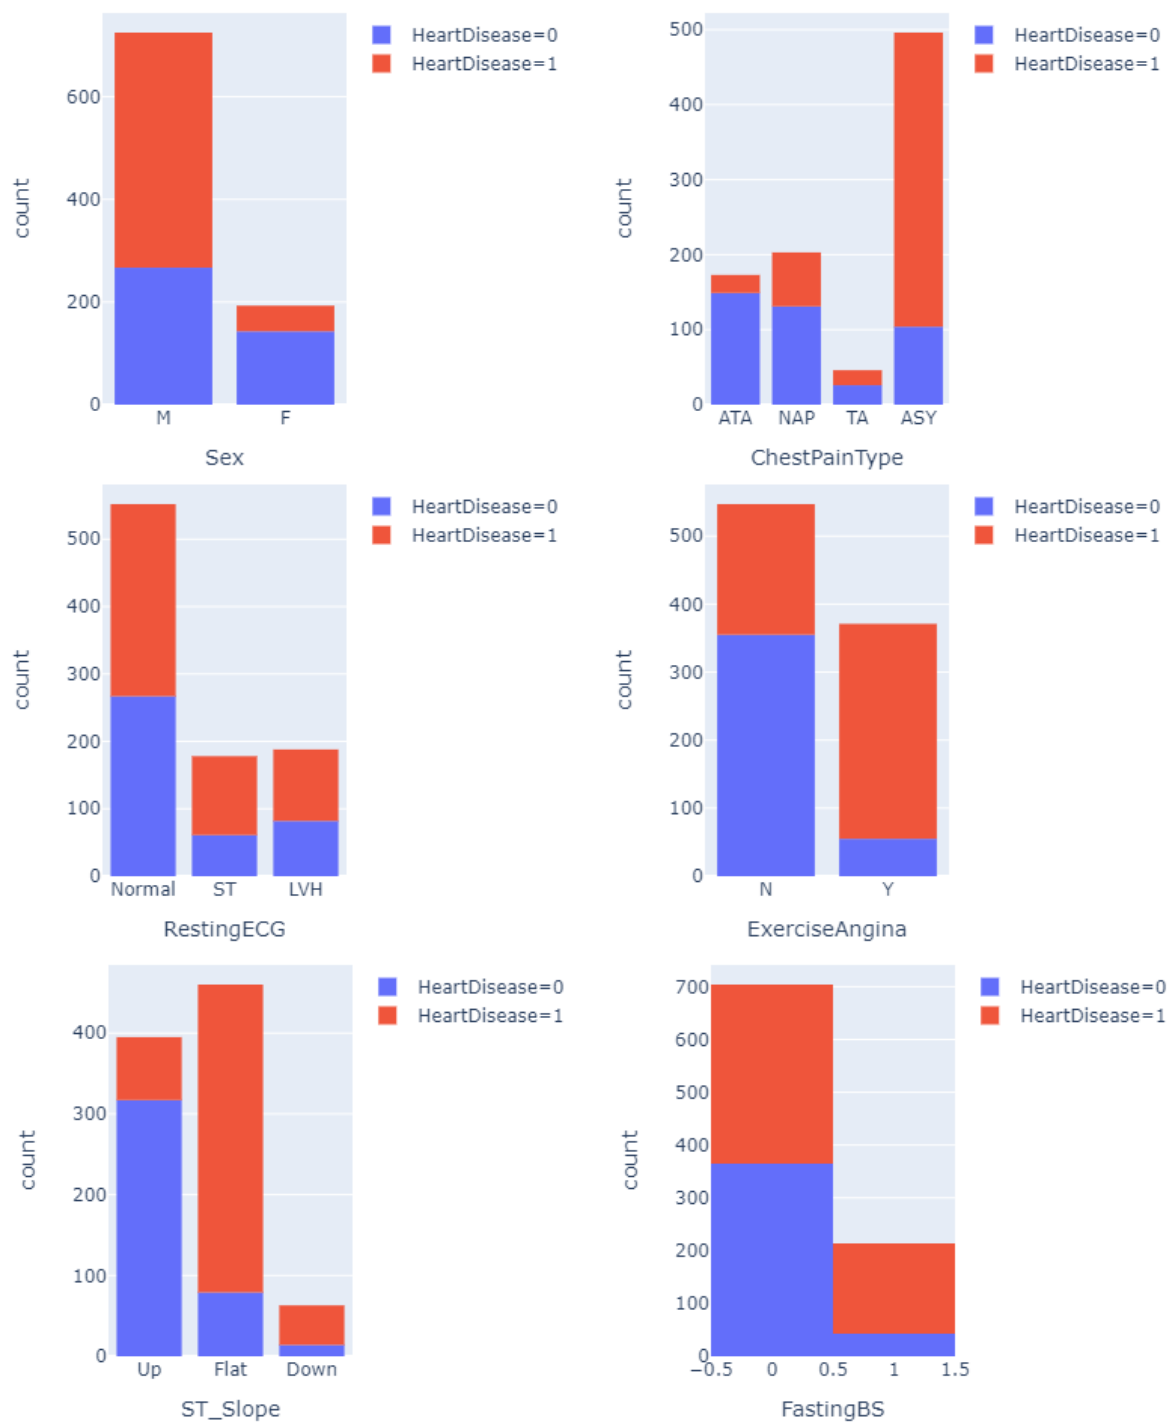 HeartDisease=0
HeartDisease=1
600
400
200
0
count
M F
Sex
HeartDisease=0
HeartDisease=1
500
400
300
200
100
0
count
ATA NAP TA ASY
ChestPainType
HeartDisease=0
HeartDisease=1
500
400
300
200
100
0
count
Normal ST LVH
RestingECG
HeartDisease=0
HeartDisease=1
500
400
300
200
100
0
count
N Y
ExerciseAngina
HeartDisease=0
HeartDisease=1
400
300
200
100
0
count
Up Flat Down
ST_Slope
HeartDisease=0
HeartDisease=1
700
600
500
400
300
200
100
0
count
−0.5 0 0.5 1 1.5
FastingBS